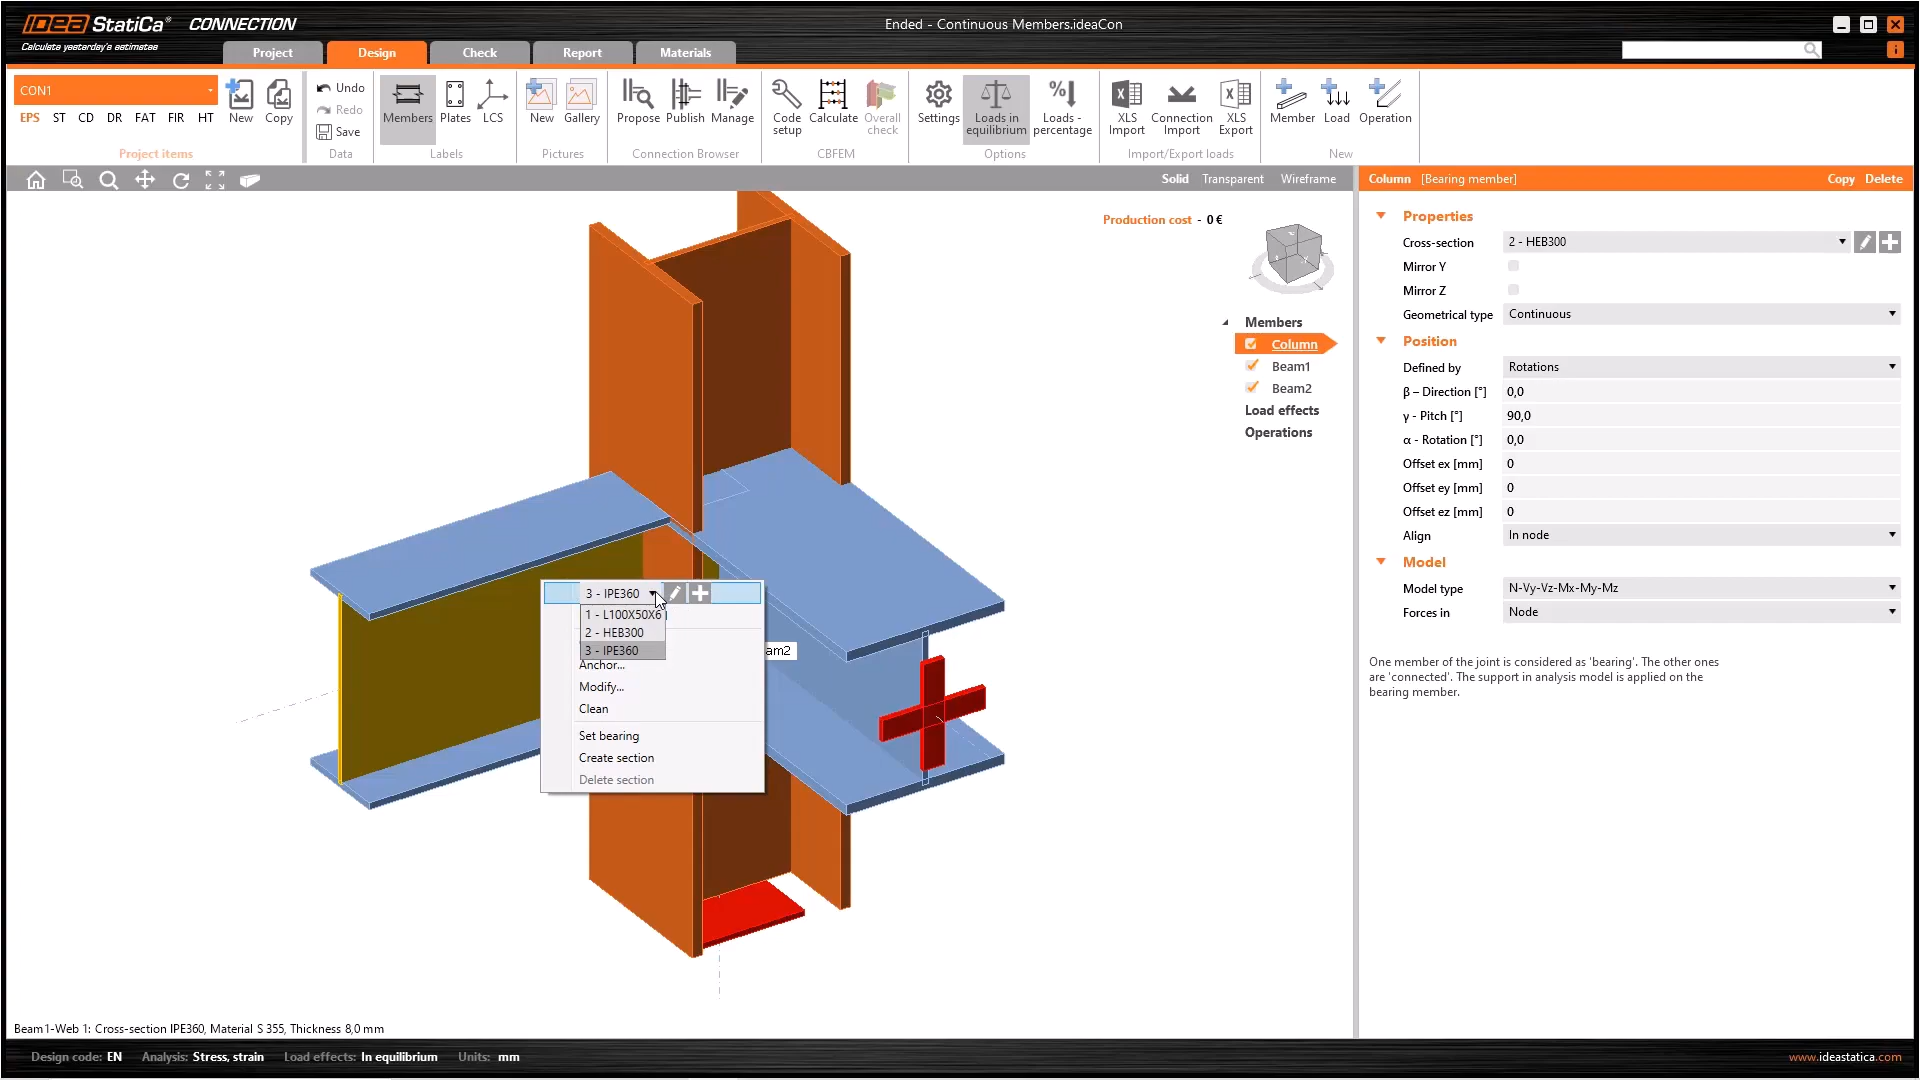 IDEA StatiCa® CONNECTION
Calculate yesterday's estimates
Ended - Continuous Members.ideaCon
Project Design Check Report Materials
CON1
EPS ST CD DR FAT FIR HT
New Copy
Project items
Undo
Redo
Save
Data
Members Plates LCS
Labels
New Gallery
Pictures
Propose Publish Manage
Connection Browser
Code setup Calculate Overall check
CBFEM
Settings Loads in equilibrium Loads - percentage
Options
XLS Import Connection Import XLS Export
Import/Export loads
Member Load Operation
New
Solid Transparent Wireframe
Production cost - 0 €
Members
Column
Beam1
Beam2
Load effects
Operations
3 - IPE360
1 - L100X50X6
2 - HEB300
3 - IPE360
Anchor...
Modify...
Clean
Set bearing
Create section
Delete section
am2
Column [Bearing member] Copy Delete
Properties
Cross-section 2 - HEB300
Mirror Y
Mirror Z
Geometrical type Continuous
Position
Defined by Rotations
β – Direction [°] 0,0
γ - Pitch [°] 90,0
α - Rotation [°] 0,0
Offset ex [mm] 0
Offset ey [mm] 0
Offset ez [mm] 0
Align In node
Model
Model type N-Vy-Vz-Mx-My-Mz
Forces in Node
One member of the joint is considered as 'bearing'. The other ones
are 'connected'. The support in analysis model is applied on the
bearing member.
Beam1-Web 1: Cross-section IPE360, Material S 355, Thickness 8,0 mm
Design code: EN Analysis: Stress, strain Load effects: In equilibrium Units: mm
www.ideastatica.com